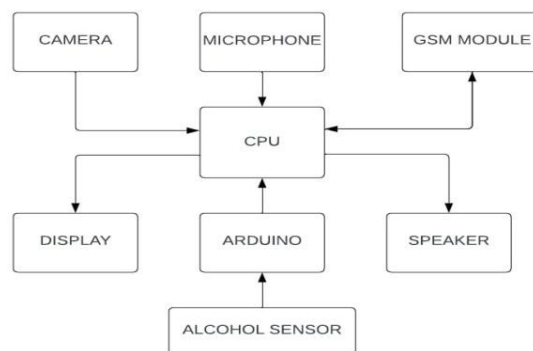 CAMERA
MICROPHONE
GSM MODULE
CPU
DISPLAY
ARDUINO
SPEAKER
ALCOHOL SENSOR